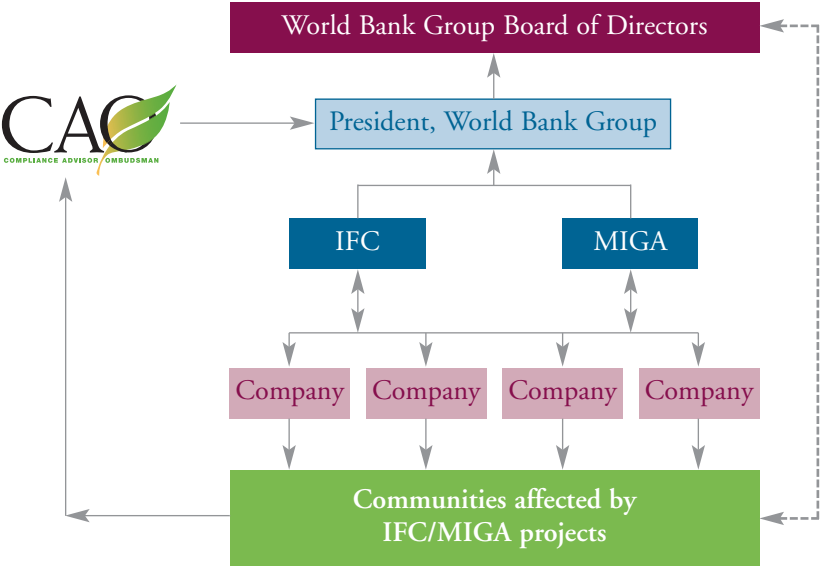 World Bank Group Board of Directors
CAO
COMPLIANCE ADVISOR OMBUDSMAN
President, World Bank Group
IFC
MIGA
Company
Company
Company
Company
Communities affected by
IFC/MIGA projects